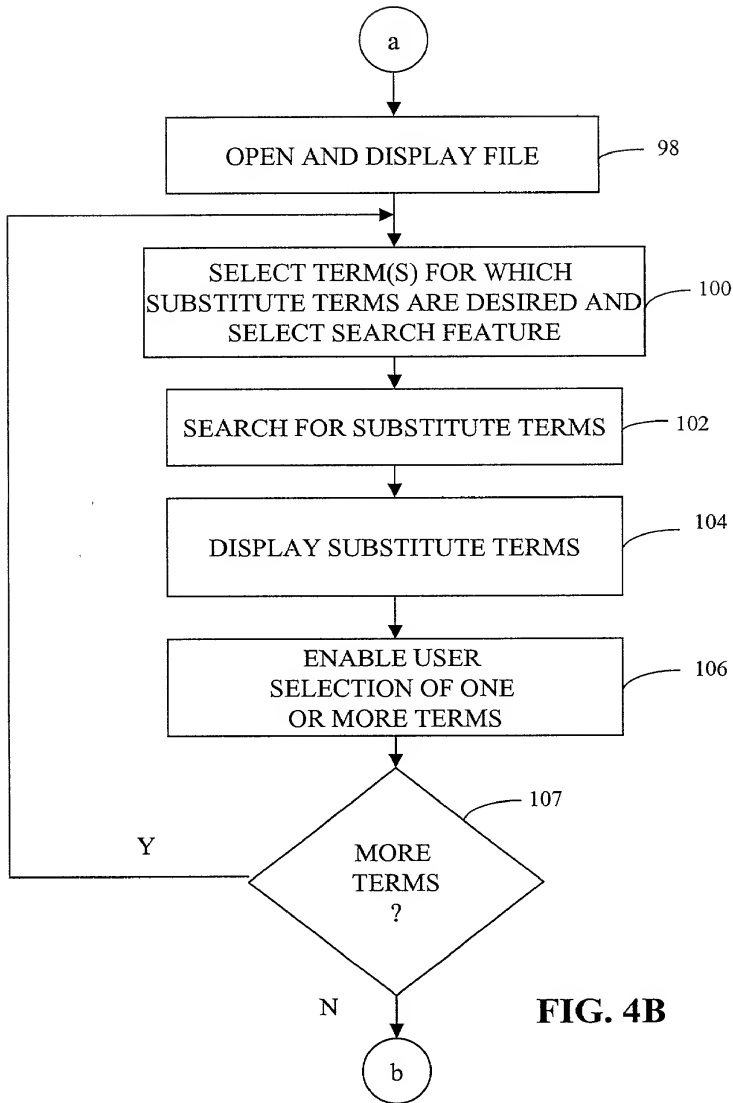 a
OPEN AND DISPLAY FILE
98
SELECT TERM(S) FOR WHICH
SUBSTITUTE TERMS ARE DESIRED AND
SELECT SEARCH FEATURE
100
SEARCH FOR SUBSTITUTE TERMS
102
DISPLAY SUBSTITUTE TERMS
104
ENABLE USER
SELECTION OF ONE
OR MORE TERMS
106
107
MORE
TERMS
?
Y
N
FIG. 4B
b